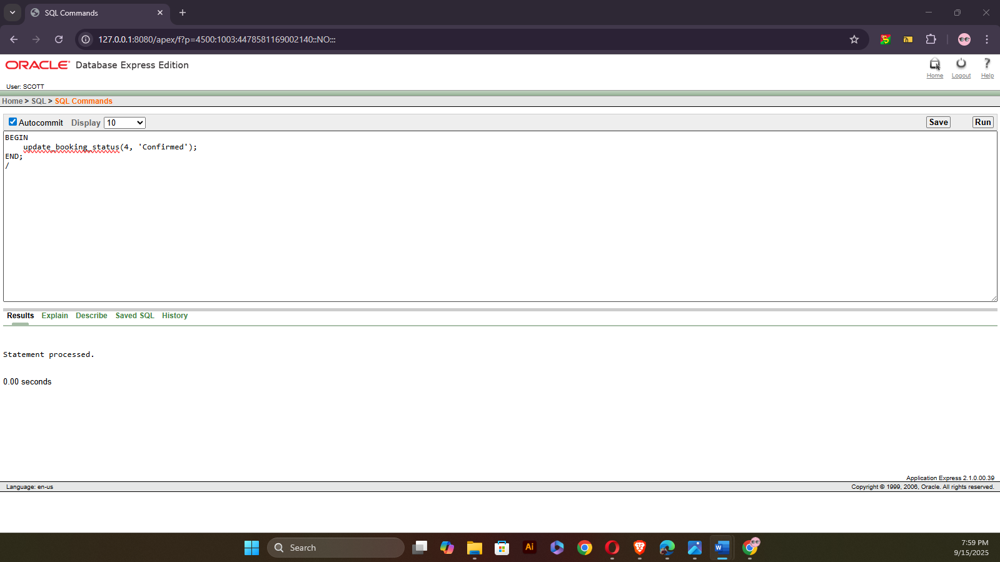 SQL Commands
127.0.0.1:8080/apex/f?p=4500:1003:4478581169002140::NO:::
ORACLE Database Express Edition
Home Logout Help
User: SCOTT
Home > SQL > SQL Commands
Autocommit Display 10 Save Run
BEGIN
update_booking_status(4, 'Confirmed');
END;
/
Results Explain Describe Saved SQL History
Statement processed.
0.00 seconds
Application Express 2.1.0.00.39
Language: en-us Copyright © 1999, 2006, Oracle. All rights reserved.
Search
Ai
W
7:59 PM
9/15/2025